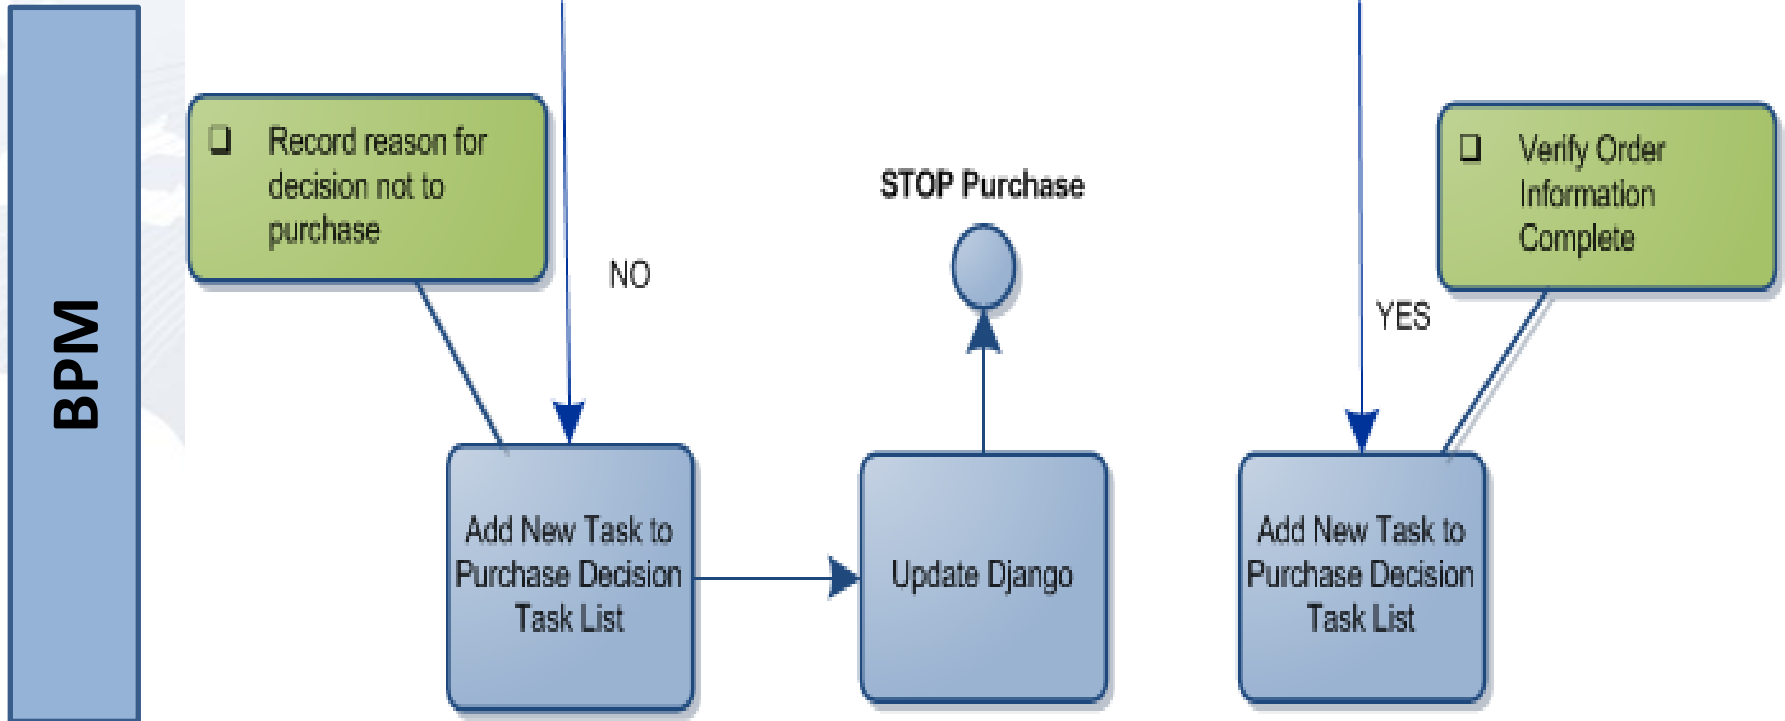 BPM
❑ Record reason for
decision not to
purchase
NO
STOP Purchase
YES
❑ Verify Order
Information
Complete
Add New Task to
Purchase Decision
Task List
Update Django
Add New Task to
Purchase Decision
Task List